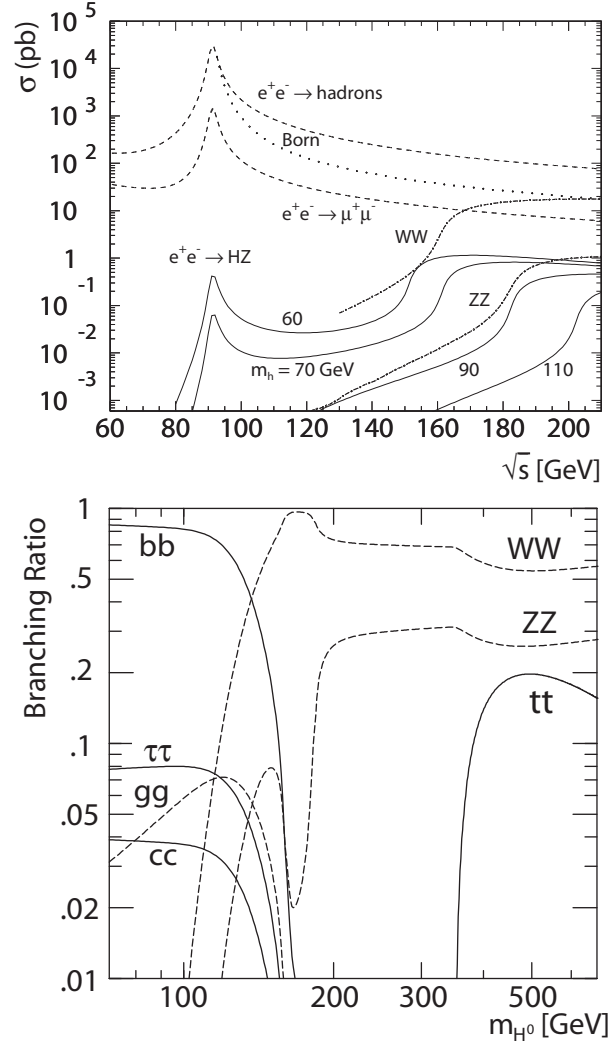 σ (pb)
10^5
10^4
10^3
10^2
10
1
10^-1
10^-2
10^-3
10
e⁺e⁻→ hadrons
Born
e⁺e⁻→ μ⁺μ⁻
e⁺e⁻→ HZ
WW
ZZ
60
m_h = 70 GeV
90
110
60 80 100 120 140 160 180 200
√s [GeV]
Branching Ratio
1
.5
.2
.1
.05
.02
.01
bb
WW
ZZ
tt
ττ
gg
cc
100 200 300 500
m_H⁰ [GeV]